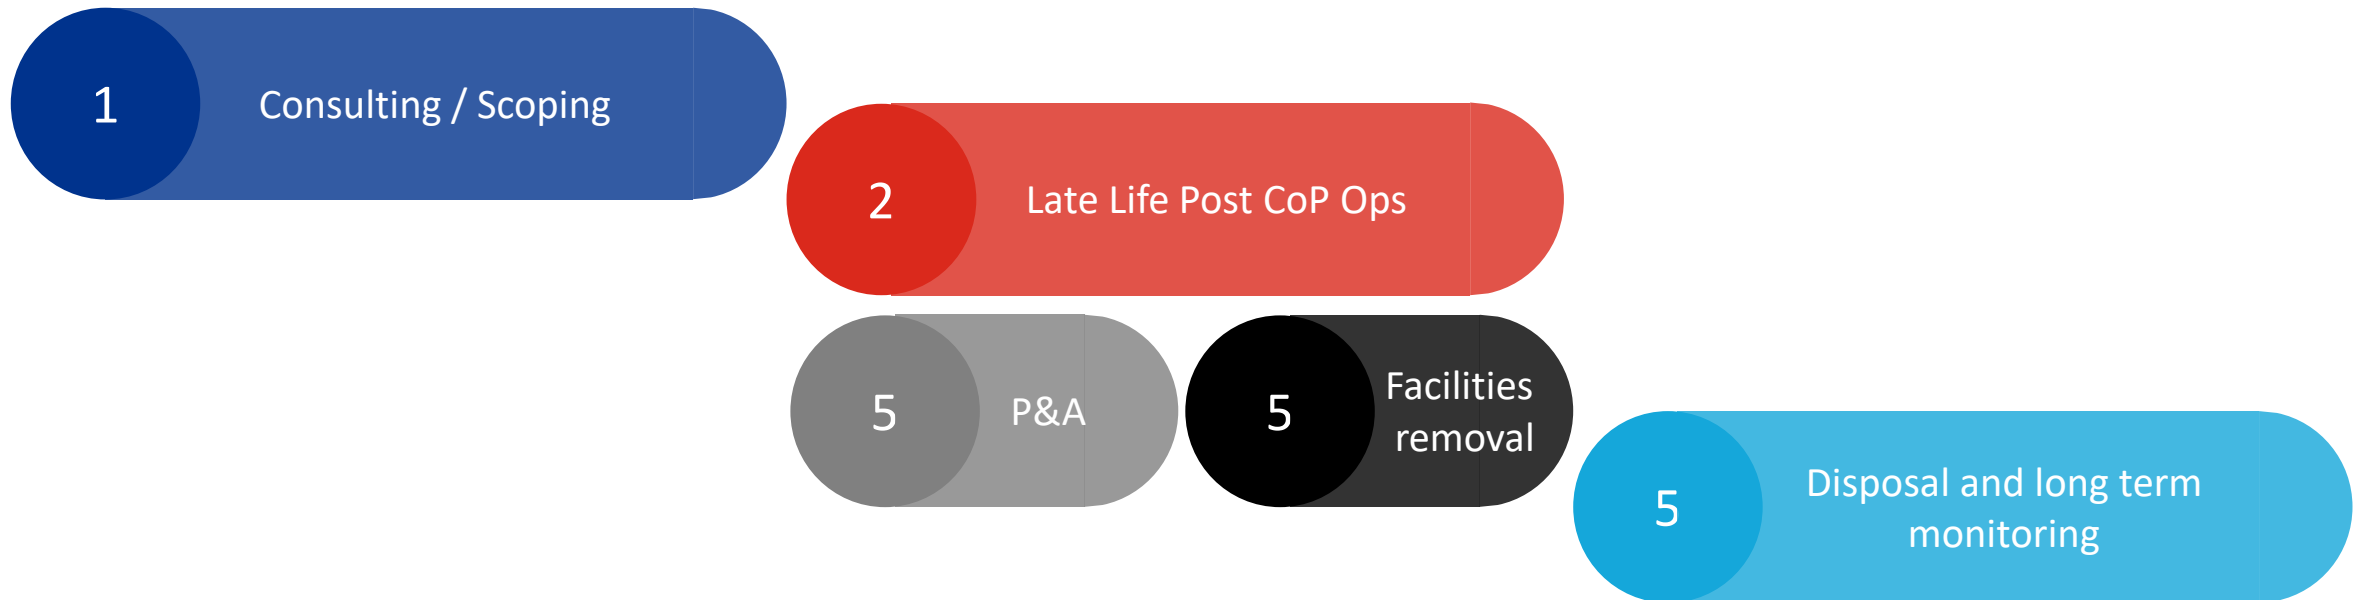 1
Consulting / Scoping
2
Late Life Post CoP Ops
5
P&A
5
Facilities
removal
5
Disposal and long term
monitoring